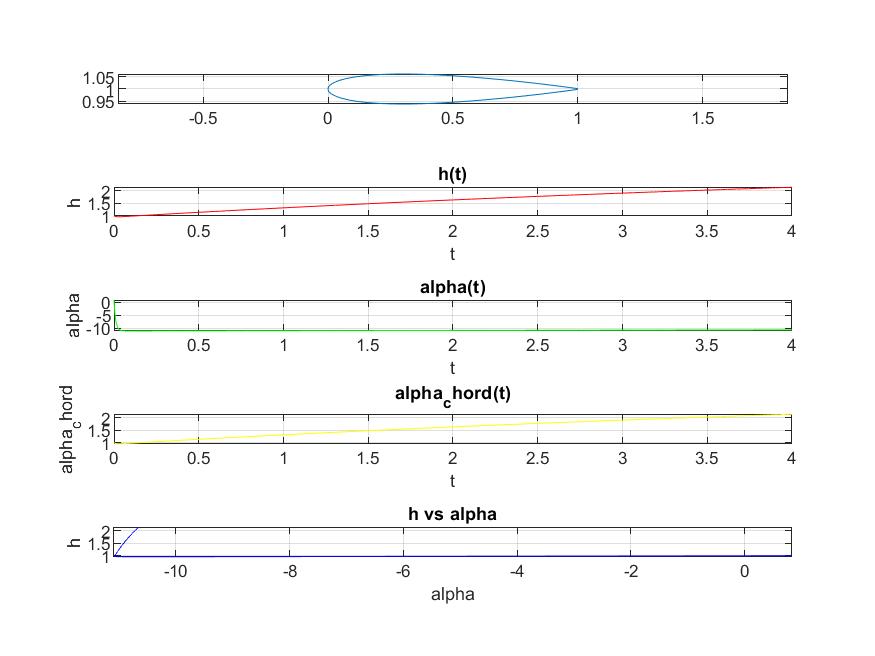 1.05
1
0.95
-0.5 0 0.5 1 1.5
h(t)
2
1.5
1
h
0 0.5 1 1.5 2 2.5 3 3.5 4
t
alpha(t)
0
-5
-10
alpha
0 0.5 1 1.5 2 2.5 3 3.5 4
t
alpha_chord(t)
2
1.5
1
alpha_chord
0 0.5 1 1.5 2 2.5 3 3.5 4
t
h vs alpha
2
1.5
1
h
-10 -8 -6 -4 -2 0
alpha